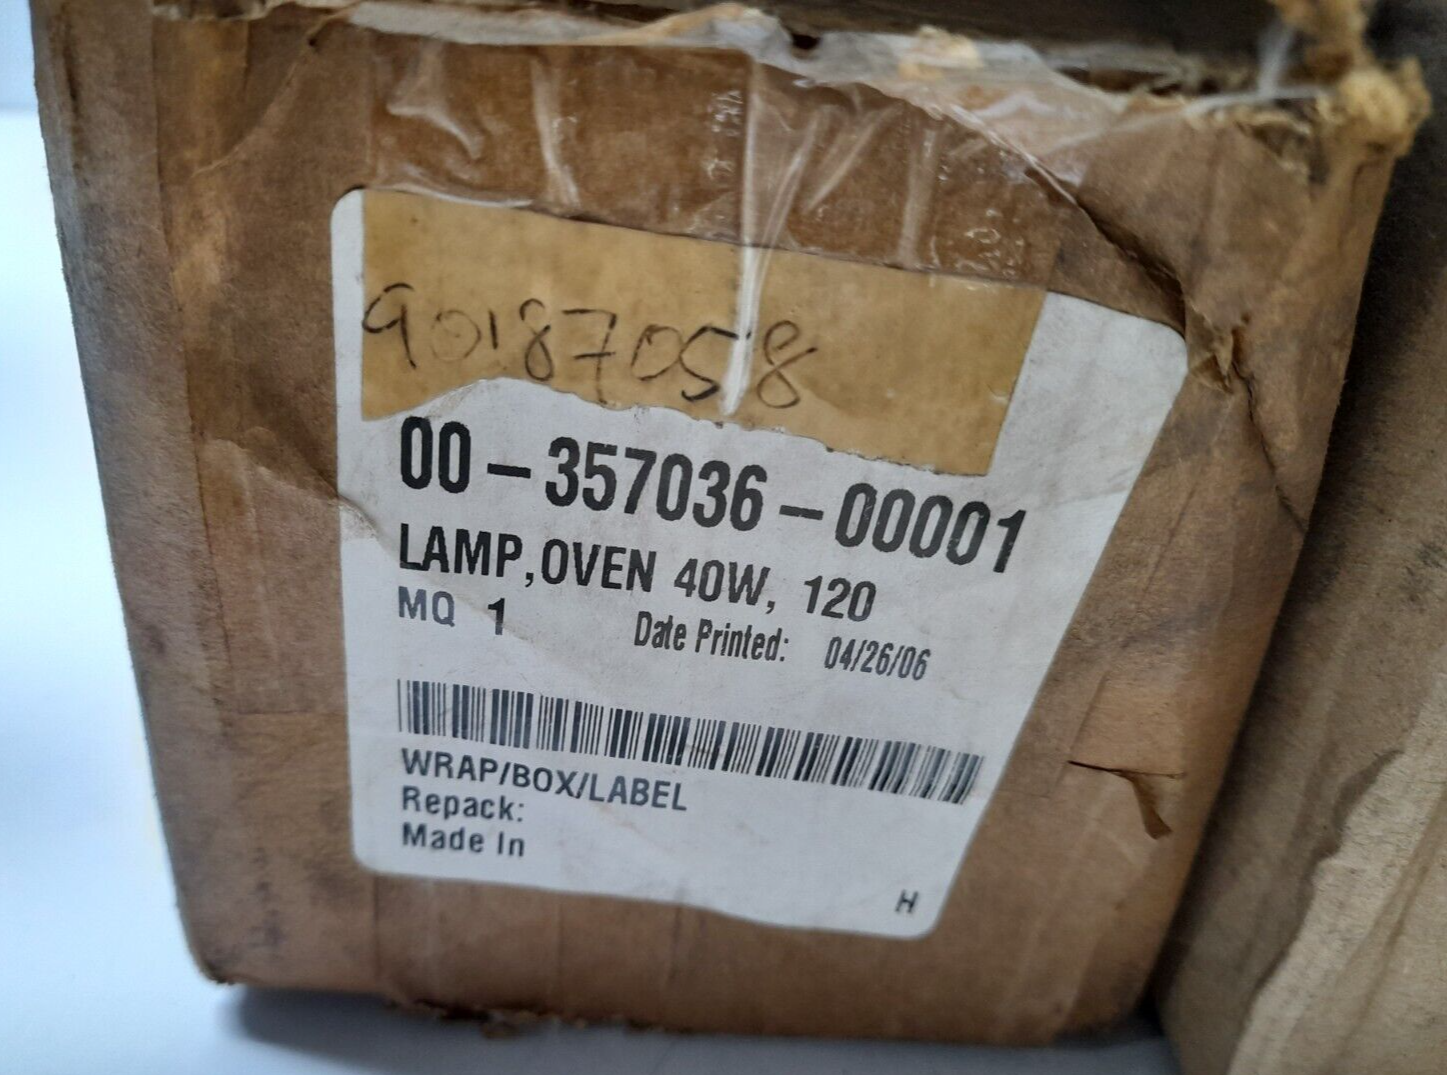 90187058
00-357036-00001
LAMP,OVEN 40W, 120
MQ 1 Date Printed: 04/26/06
WRAP/BOX/LABEL
Repack:
Made In
H